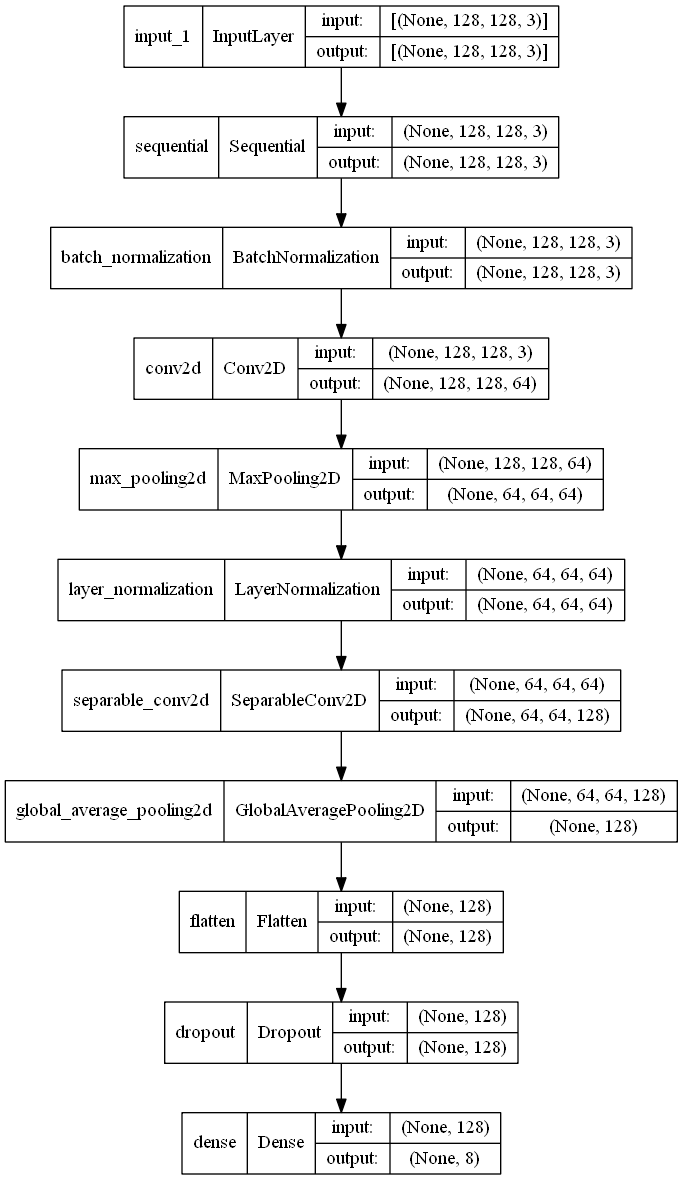 input_1 InputLayer input: [(None, 128, 128, 3)]
output: [(None, 128, 128, 3)]
sequential Sequential input: (None, 128, 128, 3)
output: (None, 128, 128, 3)
batch_normalization BatchNormalization input: (None, 128, 128, 3)
output: (None, 128, 128, 3)
conv2d Conv2D input: (None, 128, 128, 3)
output: (None, 128, 128, 64)
max_pooling2d MaxPooling2D input: (None, 128, 128, 64)
output: (None, 64, 64, 64)
layer_normalization LayerNormalization input: (None, 64, 64, 64)
output: (None, 64, 64, 64)
separable_conv2d SeparableConv2D input: (None, 64, 64, 64)
output: (None, 64, 64, 128)
global_average_pooling2d GlobalAveragePooling2D input: (None, 64, 64, 128)
output: (None, 128)
flatten Flatten input: (None, 128)
output: (None, 128)
dropout Dropout input: (None, 128)
output: (None, 128)
dense Dense input: (None, 128)
output: (None, 8)